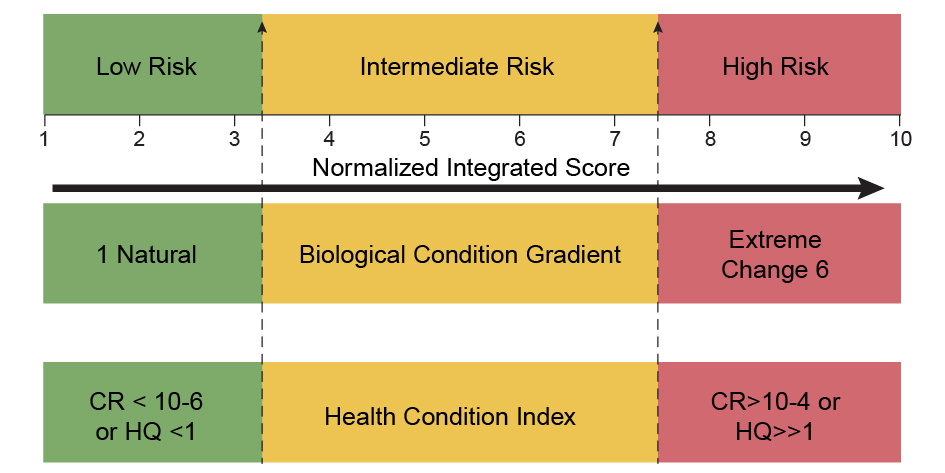 Low Risk
Intermediate Risk
High Risk
1 2 3 4 5 6 7 8 9 10
Normalized Integrated Score
1 Natural
Biological Condition Gradient
Extreme
Change 6
CR < 10-6
or HQ <1
Health Condition Index
CR>10-4 or
HQ>>1